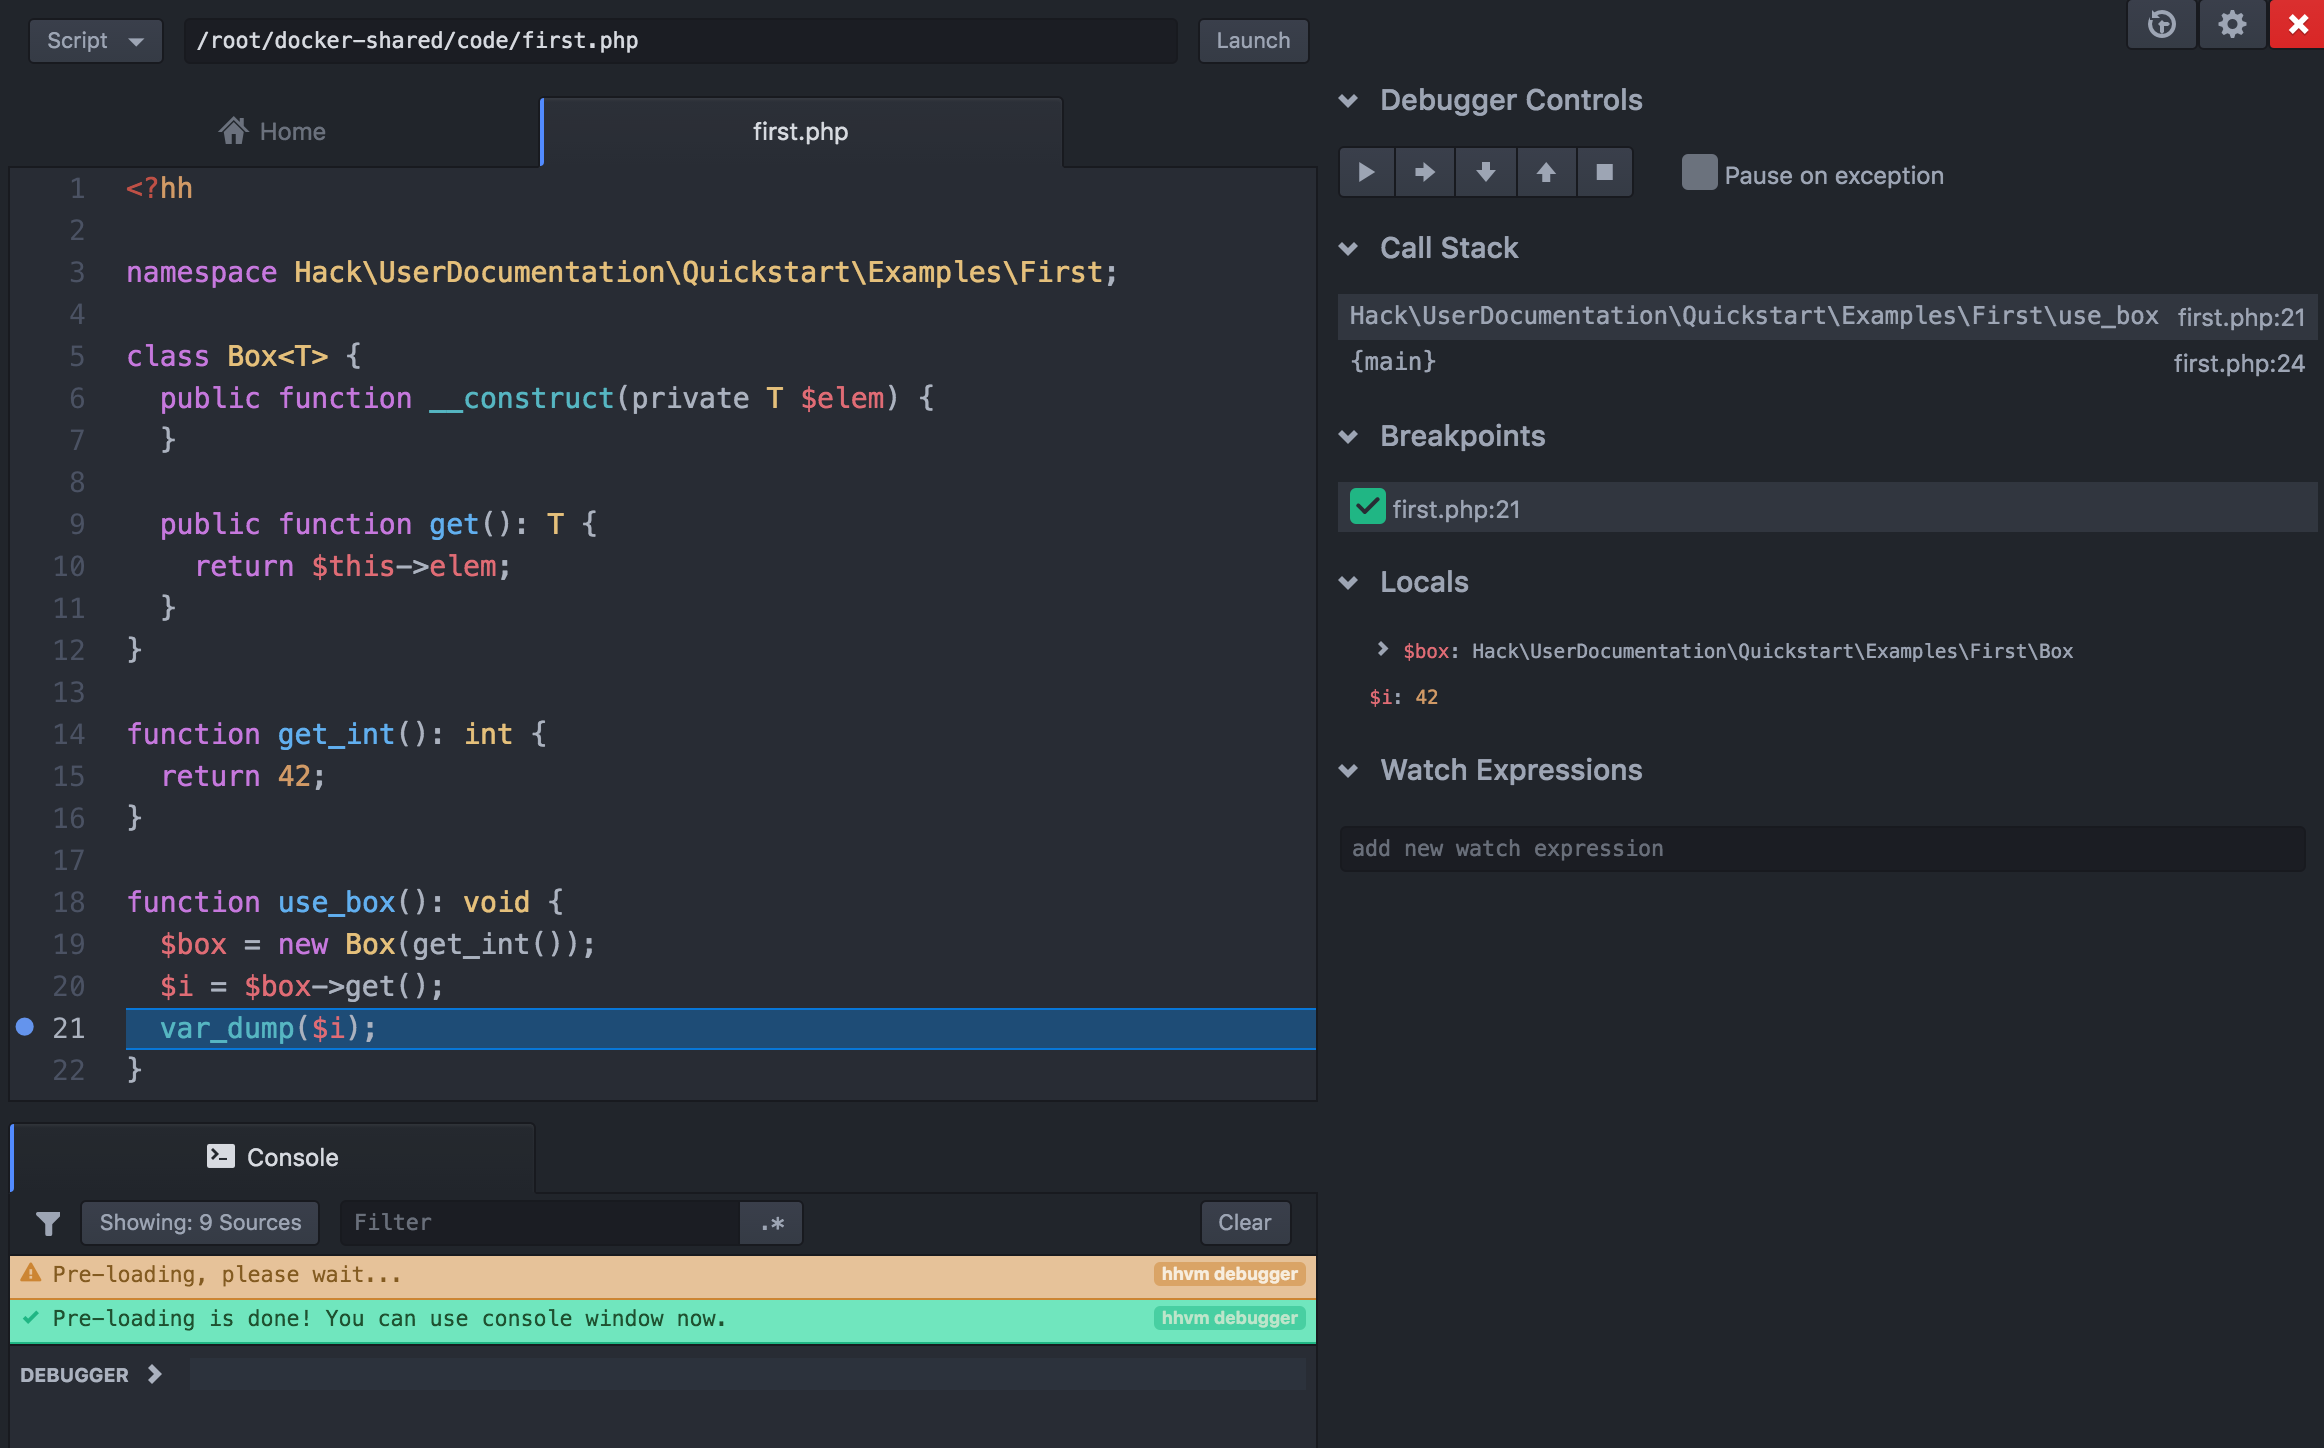 Script
/root/docker-shared/code/first.php
Launch
Home
first.php
1 <?hh
2
3 namespace Hack\UserDocumentation\Quickstart\Examples\First;
4
5 class Box<T> {
6   public function __construct(private T $elem) {
7   }
8
9   public function get(): T {
10     return $this->elem;
11   }
12 }
13
14 function get_int(): int {
15   return 42;
16 }
17
18 function use_box(): void {
19   $box = new Box(get_int());
20   $i = $box->get();
21   var_dump($i);
22 }
Console
Showing: 9 Sources
Filter
.*
Clear
Pre-loading, please wait... hhvm debugger
Pre-loading is done! You can use console window now. hhvm debugger
DEBUGGER
Debugger Controls
Pause on exception
Call Stack
Hack\UserDocumentation\Quickstart\Examples\First\use_box first.php:21
{main} first.php:24
Breakpoints
first.php:21
Locals
$box: Hack\UserDocumentation\Quickstart\Examples\First\Box
$i: 42
Watch Expressions
add new watch expression